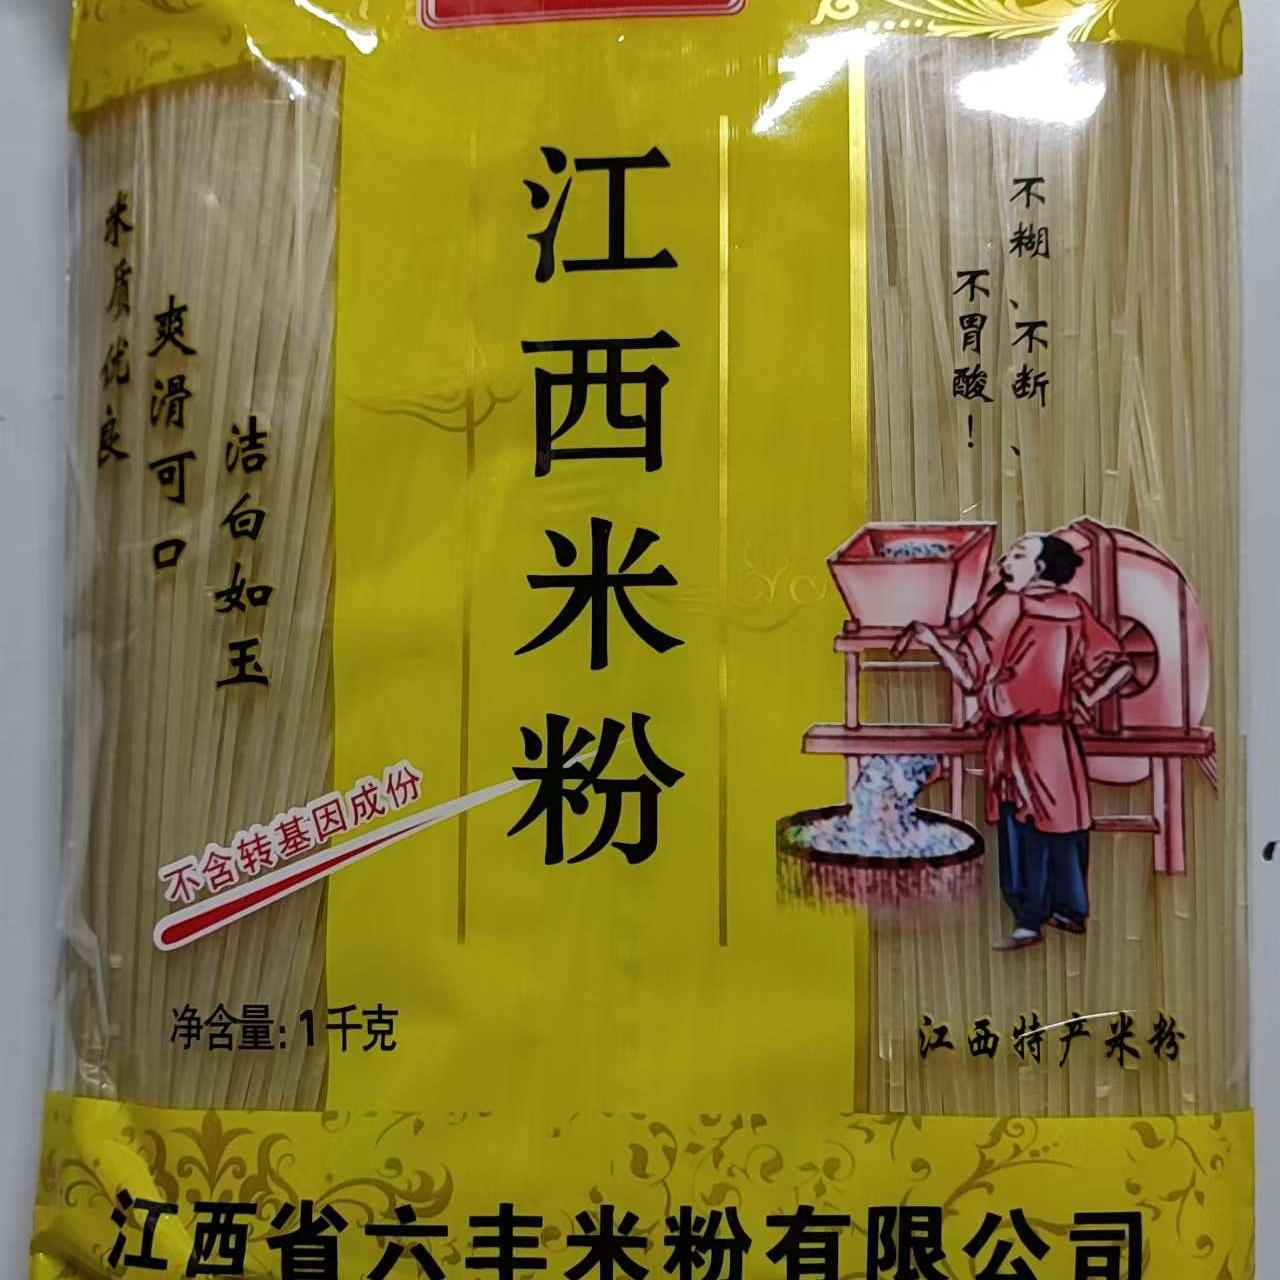 江西米粉
米质优良
爽滑可口
洁白如玉
不糊、不断、
不胃酸！
不含转基因成份
净含量：1千克
江西特产米粉
江西省六丰米粉有限公司